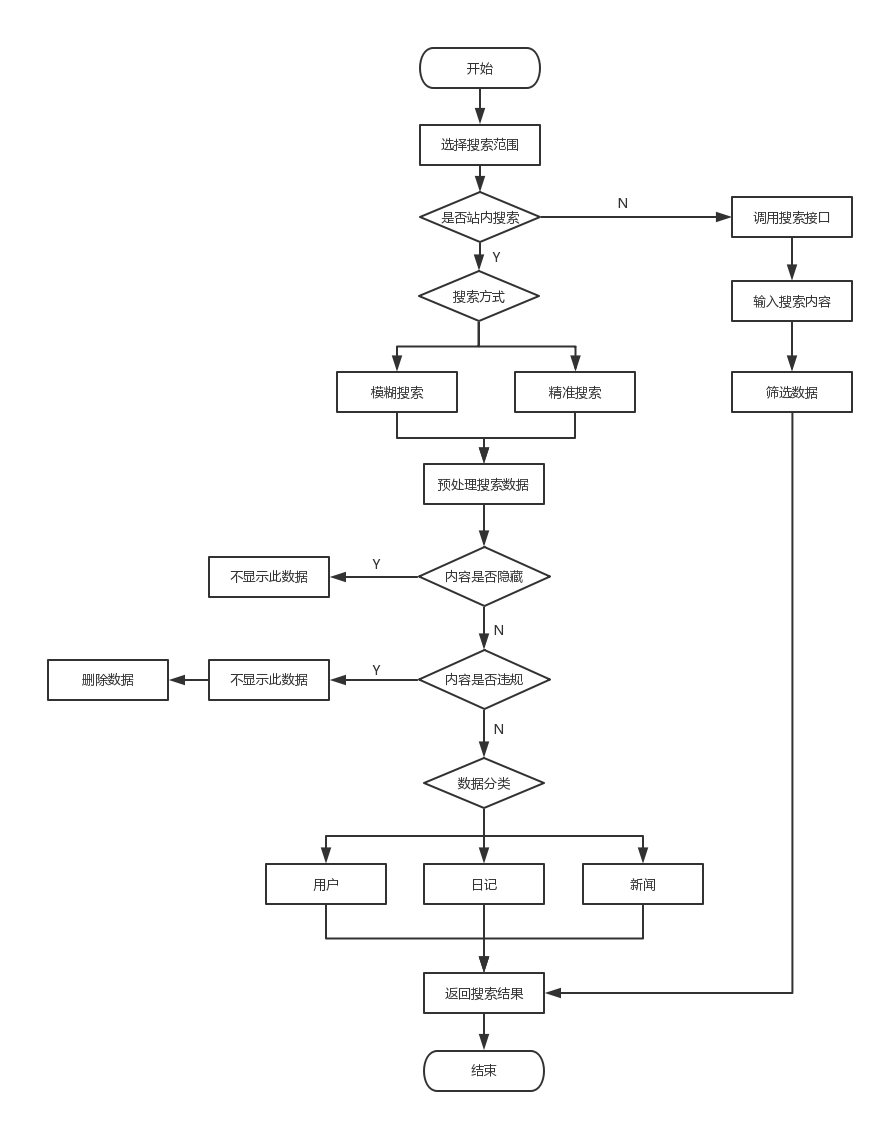 开始
选择搜索范围
是否站内搜索
N
调用搜索接口
Y
搜索方式
输入搜索内容
模糊搜索
精准搜索
筛选数据
预处理搜索数据
不显示此数据
Y
内容是否隐藏
N
删除数据
不显示此数据
Y
内容是否违规
N
数据分类
用户
日记
新闻
返回搜索结果
结束